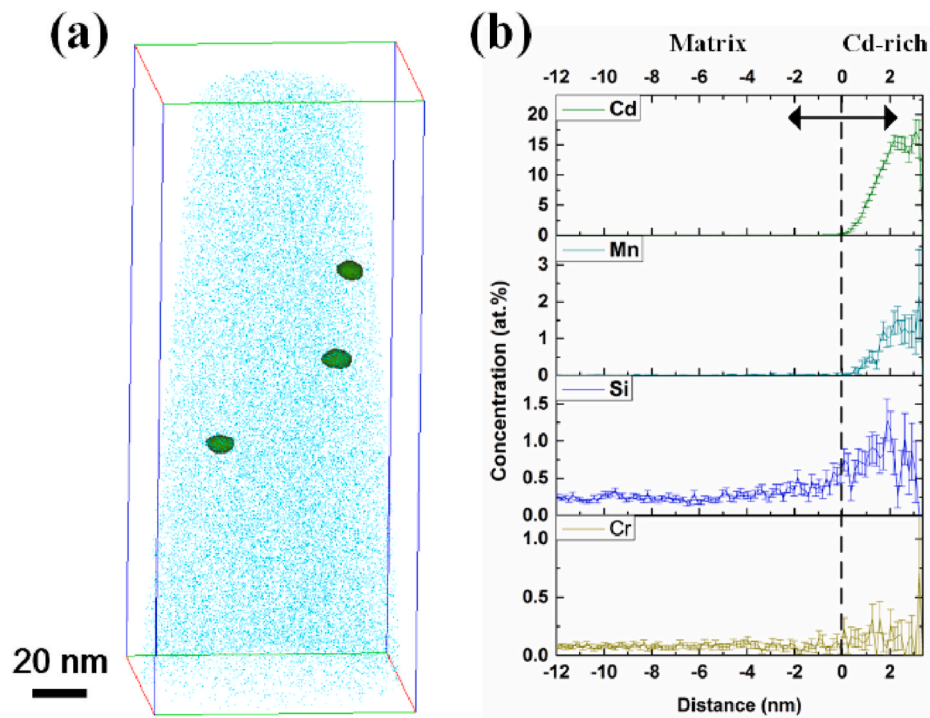 (a)
20 nm
(b)
Matrix Cd-rich
-12 -10 -8 -6 -4 -2 0 2
Concentration (at.%)
20
15
10
5
0
Cd
3
2
1
0
Mn
1.5
1.0
0.5
0.0
Si
1.0
0.5
0.0
Cr
-12 -10 -8 -6 -4 -2 0 2
Distance (nm)